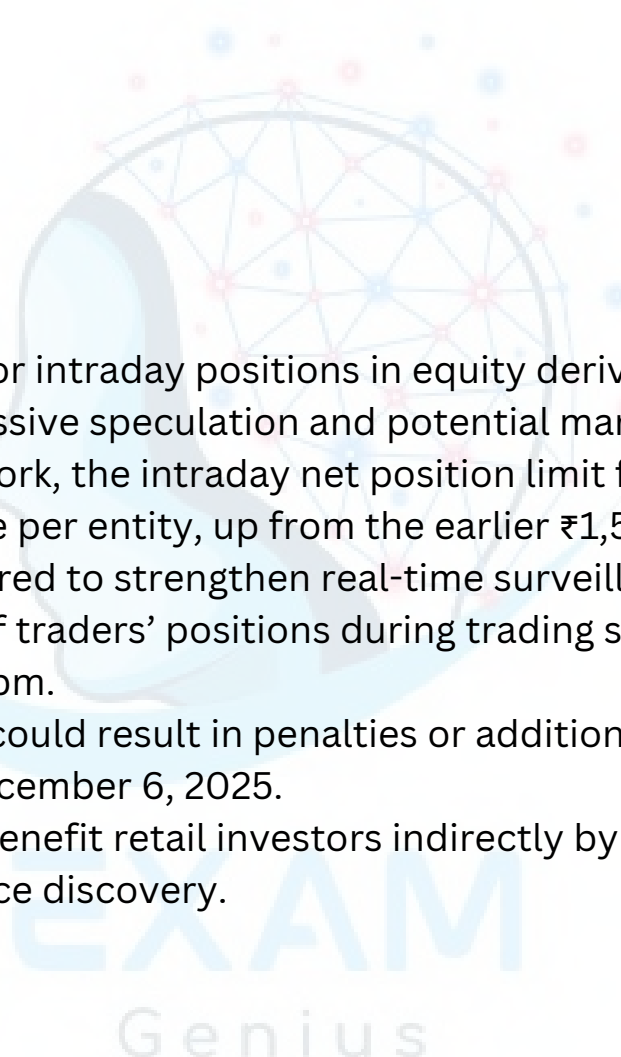 or intraday positions in equity deriv
ssive speculation and potential mar
ork, the intraday net position limit f
e per entity, up from the earlier ₹1,5
red to strengthen real-time surveill
f traders’ positions during trading s
om.
could result in penalties or addition
cember 6, 2025.
enefit retail investors indirectly by
ce discovery.
EXAM
Genius